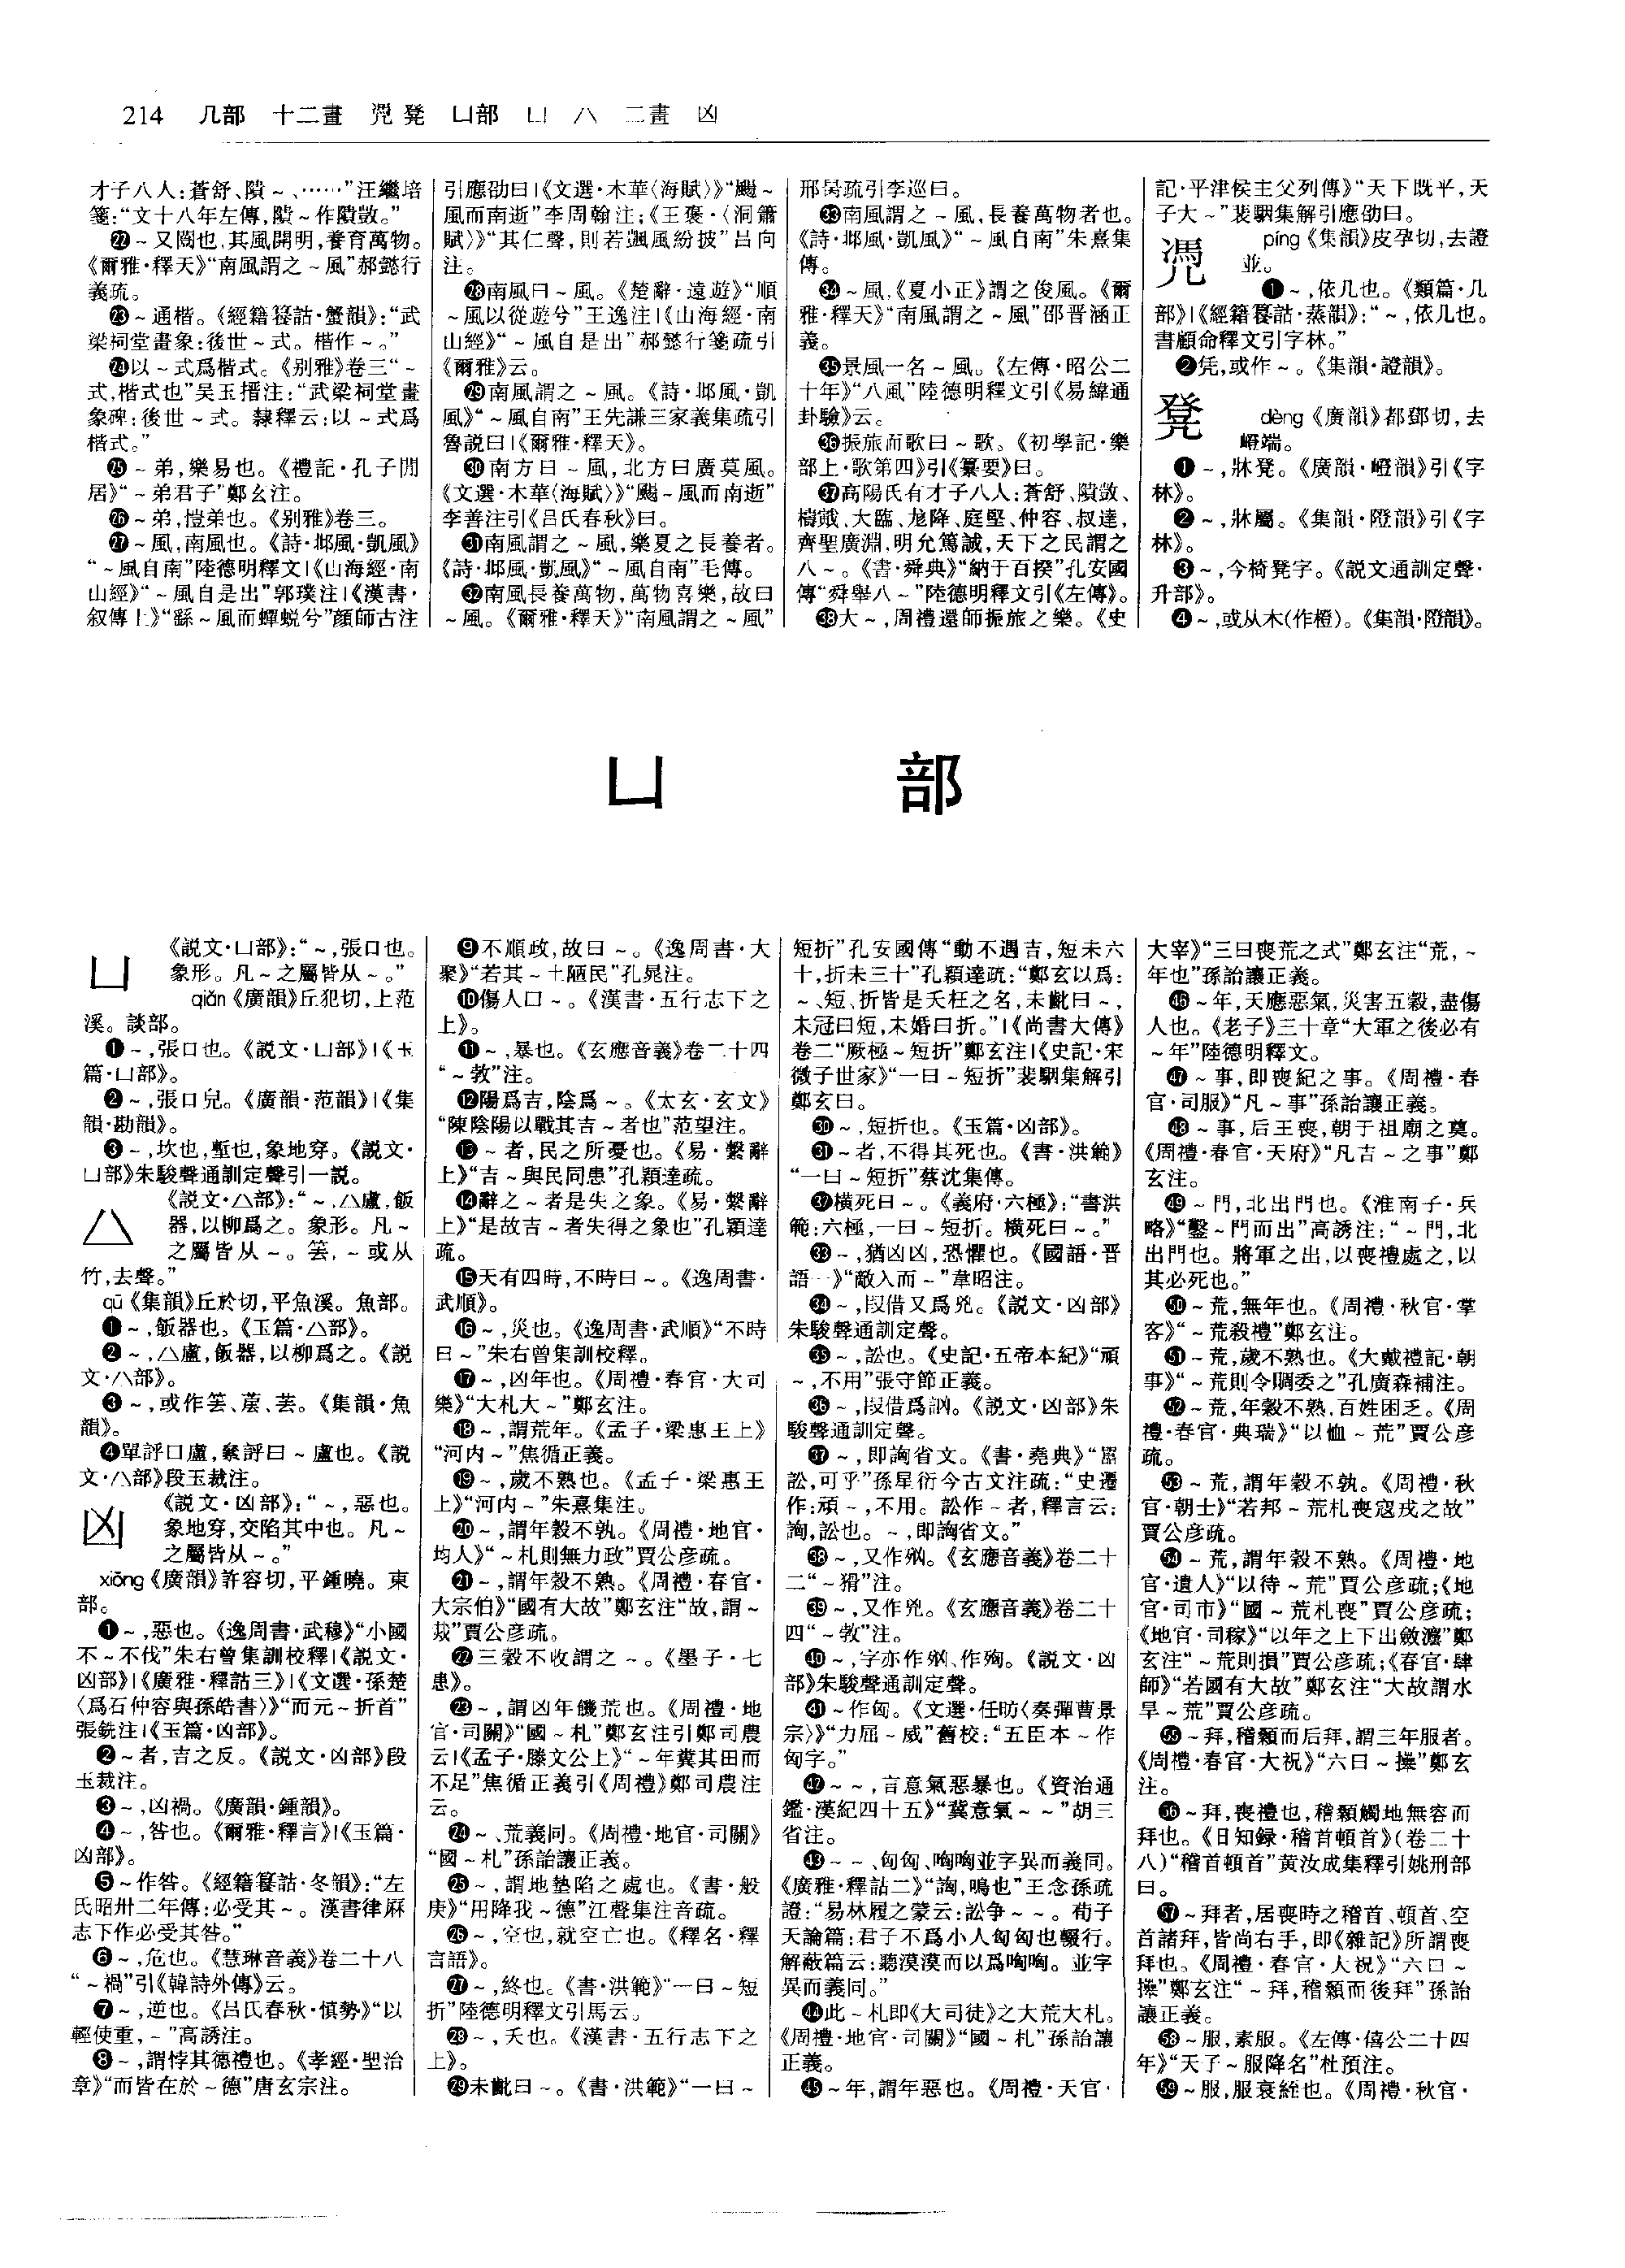 214 几部 十二畫 凴 凳 凵部 凵 𠙴 二畫 凶
才子八人:蒼舒、隤~、……”汪繼培
箋:“文十八年左傳,隤~作隤敳。”
㉒~又闓也,其風開明,養育萬物。
《爾雅·釋天》“南風謂之~風”郝懿行
義疏。
㉓~通楷。《經籍籑詁·蟹韻》:“武
梁祠堂畫象:後世~式。楷作~。”
㉔以~式爲楷式。《别雅》卷三“~
式,楷式也”吴玉搢注:“武梁祠堂畫
象碑:後世~式。隸釋云:以~式爲
楷式。”
㉕~弟,樂易也。《禮記·孔子閒
居》“~弟君子”鄭玄注。
㉖~弟,愷弟也。《别雅》卷三。
㉗~風,南風也。《詩·邶風·凱風》
“~風自南”陸德明釋文|《山海經·南
山經》“~風自是出”郭璞注|《漢書·
叙傳上》“繇~風而蟬蜕兮”顔師古注
引應劭曰|《文選·木華〈海賦〉》“颺~
風而南逝”李周翰注;《王褒·〈洞簫
賦〉》“其仁聲,則若颽風紛披”吕向
注。
㉘南風曰~風。《楚辭·遠遊》“順
~風以從遊兮”王逸注|《山海經·南
山經》“~風自是出”郝懿行箋疏引
《爾雅》云。
㉙南風謂之~風。《詩·邶風·凱
風》“~風自南”王先謙三家義集疏引
魯説曰|《爾雅·釋天》。
㉚南方曰~風,北方曰廣莫風。
《文選·木華〈海賦〉》“颺~風而南逝”
李善注引《吕氏春秋》曰。
㉛南風謂之~風,樂夏之長養者。
《詩·邶風·凱風》“~風自南”毛傳。
㉜南風長養萬物,萬物喜樂,故曰
~風。《爾雅·釋天》“南風謂之~風”
邢昺疏引李巡曰。
㉝南風謂之~風,長養萬物者也。
《詩·邶風·凱風》“~風自南”朱熹集
傳。
㉞~風,《夏小正》謂之俊風。《爾
雅·釋天》“南風謂之~風”邵晋涵正
義。
㉟景風一名~風。《左傳·昭公二
十年》“八風”陸德明釋文引《易緯通
卦驗》云。
㊱振旅而歌曰~歌。《初學記·樂
部上·歌第四》引《纂要》曰。
㊲高陽氏有才子八人:蒼舒、隤敳、
檮戭、大臨、尨降、庭堅、仲容、叔達,
齊聖廣淵,明允篤誠,天下之民謂之
八~。《書·舜典》“納于百揆”孔安國
傳“舜舉八~”陸德明釋文引《左傳》。
㊳大~,周禮還師振旅之樂。《史
記·平津侯主父列傳》“天下既平,天
子大~”裴駰集解引應劭曰。
凴 píng《集韻》皮孕切,去證
並。
❶~,依几也。《類篇·几
部》|《經籍籑詁·蒸韻》:“~,依几也。
書顧命釋文引字林。”
❷凭,或作~。《集韻·證韻》。
凳 dèng《廣韻》都鄧切,去
嶝端。
❶~,牀凳。《廣韻·嶝韻》引《字
林》。
❷~,牀屬。《集韻·隥韻》引《字
林》。
❸~,今椅凳字。《説文通訓定聲·
升部》。
❹~,或从木(作橙)。《集韻·隥韻》。
凵 部
凵 《説文·凵部》:“~,張口也。
象形。凡~之屬皆从~。”
qiǎn《廣韻》丘犯切,上范
溪。談部。
❶~,張口也。《説文·凵部》|《玉
篇·凵部》。
❷~,張口皃。《廣韻·范韻》|《集
韻·勘韻》。
❸~,坎也,塹也,象地穿。《説文·
凵部》朱駿聲通訓定聲引一説。
𠙴 《説文·𠙴部》:“~,𠙴盧,飯
器,以柳爲之。象形。凡~
之屬皆从~。䇁,~或从
竹,去聲。”
qū《集韻》丘於切,平魚溪。魚部。
❶~,飯器也。《玉篇·𠙴部》。
❷~,𠙴盧,飯器,以柳爲之。《説
文·𠙴部》。
❸~,或作䇁、𥬔、弆。《集韻·魚
韻》。
❹單評曰盧,絫評曰~盧也。《説
文·𠙴部》段玉裁注。
凶 《説文·凶部》:“~,惡也。
象地穿,交陷其中也。凡~
之屬皆从~。”
xiōng《廣韻》許容切,平鍾曉。東
部。
❶~,惡也。《逸周書·武穆》“小國
不~不伐”朱右曾集訓校釋|《説文·
凶部》|《廣雅·釋詁三》|《文選·孫楚
〈爲石仲容與孫皓書〉》“而元~折首”
張銑注|《玉篇·凶部》。
❷~者,吉之反。《説文·凶部》段
玉裁注。
❸~,凶禍。《廣韻·鍾韻》。
❹~,咎也。《爾雅·釋言》|《玉篇·
凶部》。
❺~作咎。《經籍籑詁·冬韻》:“左
氏昭卅二年傳:必受其~。漢書律厤
志下作必受其咎。”
❻~,危也。《慧琳音義》卷二十八
“~禍”引《韓詩外傳》云。
❼~,逆也。《吕氏春秋·慎勢》“以
輕使重,~”高誘注。
❽~,謂悖其德禮也。《孝經·聖治
章》“而皆在於~德”唐玄宗注。
❾不順政,故曰~。《逸周書·大
聚》“若其~土陋民”孔晁注。
❿傷人曰~。《漢書·五行志下之
上》。
⓫~,暴也。《玄應音義》卷二十四
“~敦”注。
⓬陽爲吉,陰爲~。《太玄·玄文》
“陳陰陽以戰其吉~者也”范望注。
⓭~者,民之所憂也。《易·繫辭
上》“吉~與民同患”孔穎達疏。
⓮辭之~者是失之象。《易·繫辭
上》“是故吉~者失得之象也”孔穎達
疏。
⓯天有四時,不時曰~。《逸周書·
武順》。
⓰~,災也。《逸周書·武順》“不時
曰~”朱右曾集訓校釋。
⓱~,凶年也。《周禮·春官·大司
樂》“大札大~”鄭玄注。
⓲~,謂荒年。《孟子·梁惠王上》
“河内~”焦循正義。
⓳~,歲不熟也。《孟子·梁惠王
上》“河内~”朱熹集注。
⓴~,謂年穀不孰。《周禮·地官·
均人》“~札則無力政”賈公彦疏。
㉑~,謂年穀不熟。《周禮·春官·
大宗伯》“國有大故”鄭玄注“故,謂~
烖”賈公彦疏。
㉒三穀不收謂之~。《墨子·七
患》。
㉓~,謂凶年饑荒也。《周禮·地
官·司關》“國~札”鄭玄注引鄭司農
云|《孟子·滕文公上》“~年糞其田而
不足”焦循正義引《周禮》鄭司農注
云。
㉔~、荒義同。《周禮·地官·司關》
“國~札”孫詒讓正義。
㉕~,謂地墊陷之處也。《書·般
庚》“用降我~德”江聲集注音疏。
㉖~,空也,就空亡也。《釋名·釋
言語》。
㉗~,終也。《書·洪範》“一曰~短
折”陸德明釋文引馬云。
㉘~,夭也。《漢書·五行志下之
上》。
㉙未齔曰~。《書·洪範》“一曰~
短折”孔安國傳“動不遇吉,短未六
十,折未三十”孔穎達疏:“鄭玄以爲:
~、短、折皆是夭枉之名,未齔曰~,
未冠曰短,未婚曰折。”|《尚書大傳》
卷二“厥極~短折”鄭玄注|《史記·宋
微子世家》“一曰~短折”裴駰集解引
鄭玄曰。
㉚~,短折也。《玉篇·凶部》。
㉛~者,不得其死也。《書·洪範》
“一曰~短折”蔡沈集傳。
㉜横死曰~。《義府·六極》:“書洪
範:六極,一曰~短折。横死曰~。”
㉝~,猶凶凶,恐懼也。《國語·晋
語一》“敵入而~”韋昭注。
㉞~,叚借又爲兇。《説文·凶部》
朱駿聲通訓定聲。
㉟~,訟也。《史記·五帝本紀》“頑
~,不用”張守節正義。
㊱~,叚借爲訩。《説文·凶部》朱
駿聲通訓定聲。
㊲~,即詾省文。《書·堯典》“嚚
訟,可乎”孫星衍今古文注疏:“史遷
作:頑~,不用。訟作~者,釋言云:
詾,訟也。~,即詾省文。”
㊳~,又作㓙。《玄應音義》卷二十
二“~猾”注。
㊴~,又作兇。《玄應音義》卷二十
四“~敦”注。
㊵~,字亦作㓙、作殈。《説文·凶
部》朱駿聲通訓定聲。
㊶~作匈。《文選·任昉〈奏彈曹景
宗〉》“力屈~威”舊校:“五臣本~作
匈字。”
㊷~~,言意氣惡暴也。《資治通
鑑·漢紀四十五》“冀意氣~~”胡三
省注。
㊸~~、匈匈、哅哅並字異而義同。
《廣雅·釋詁二》“詾,鳴也”王念孫疏
證:“易林履之蒙云:訟争~~。荀子
天論篇:君子不爲小人匈匈也輟行。
解蔽篇云:聽漠漠而以爲哅哅。並字
異而義同。”
㊹此~札即《大司徒》之大荒大札。
《周禮·地官·司關》“國~札”孫詒讓
正義。
㊺~年,謂年惡也。《周禮·天官·
大宰》“三曰喪荒之式”鄭玄注“荒,~
年也”孫詒讓正義。
㊻~年,天應惡氣,災害五穀,盡傷
人也。《老子》三十章“大軍之後必有
~年”陸德明釋文。
㊼~事,即喪紀之事。《周禮·春
官·司服》“凡~事”孫詒讓正義。
㊽~事,后王喪,朝于祖廟之奠。
《周禮·春官·天府》“凡吉~之事”鄭
玄注。
㊾~門,北出門也。《淮南子·兵
略》“鑿~門而出”高誘注:“~門,北
出門也。將軍之出,以喪禮處之,以
其必死也。”
㊿~荒,無年也。《周禮·秋官·掌
客》“~荒殺禮”鄭玄注。
51~荒,歲不熟也。《大戴禮記·朝
事》“~荒則令賙委之”孔廣森補注。
52~荒,年穀不熟,百姓困乏。《周
禮·春官·典瑞》“以恤~荒”賈公彦
疏。
53~荒,謂年穀不孰。《周禮·秋
官·朝士》“若邦~荒札喪寇戎之故”
賈公彦疏。
54~荒,謂年穀不熟。《周禮·地
官·遺人》“以待~荒”賈公彦疏;《地
官·司市》“國~荒札喪”賈公彦疏;
《地官·司稼》“以年之上下出斂灋”鄭
玄注“~荒則損”賈公彦疏;《春官·肆
師》“若國有大故”鄭玄注“大故謂水
旱~荒”賈公彦疏。
55~拜,稽顙而后拜,謂三年服者。
《周禮·春官·大祝》“六曰~𢷎”鄭玄
注。
56~拜,喪禮也,稽顙觸地無容而
拜也。《日知録·稽首頓首》(卷二十
八)“稽首頓首”黄汝成集釋引姚刑部
曰。
57~拜者,居喪時之稽首、頓首、空
首諸拜,皆尚右手,即《雜記》所謂喪
拜也。《周禮·春官·大祝》“六曰~
𢷎”鄭玄注“~拜,稽顙而後拜”孫詒
讓正義。
58~服,素服。《左傳·僖公二十四
年》“天子~服降名”杜預注。
59~服,服衰絰也。《周禮·秋官·